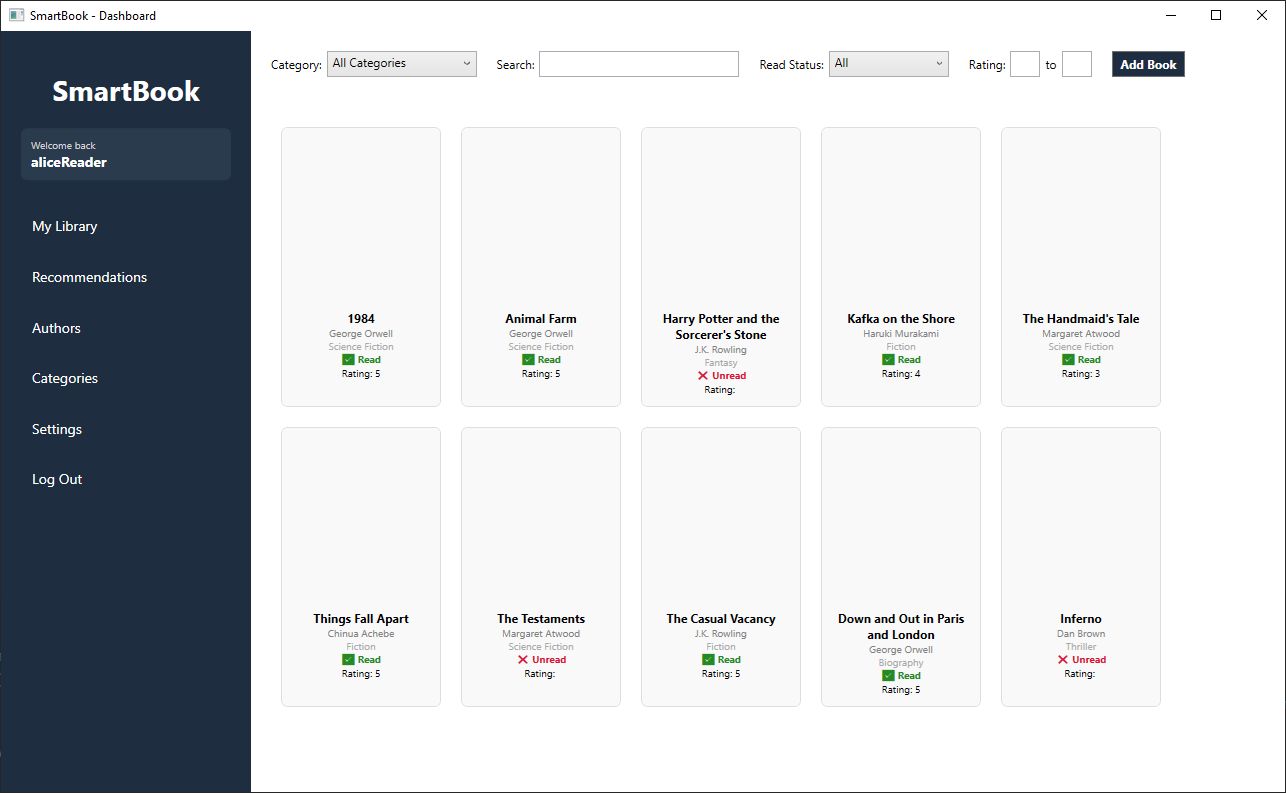 SmartBook - Dashboard
SmartBook
Welcome back
aliceReader
My Library
Recommendations
Authors
Categories
Settings
Log Out
Category: All Categories Search: Read Status: All Rating: to Add Book
1984
George Orwell
Science Fiction
Read
Rating: 5
Animal Farm
George Orwell
Science Fiction
Read
Rating: 5
Harry Potter and the
Sorcerer's Stone
J.K. Rowling
Fantasy
Unread
Rating:
Kafka on the Shore
Haruki Murakami
Fiction
Read
Rating: 4
The Handmaid's Tale
Margaret Atwood
Science Fiction
Read
Rating: 3
Things Fall Apart
Chinua Achebe
Fiction
Read
Rating: 5
The Testaments
Margaret Atwood
Science Fiction
Unread
Rating:
The Casual Vacancy
J.K. Rowling
Fiction
Read
Rating: 5
Down and Out in Paris
and London
George Orwell
Biography
Read
Rating: 5
Inferno
Dan Brown
Thriller
Unread
Rating: